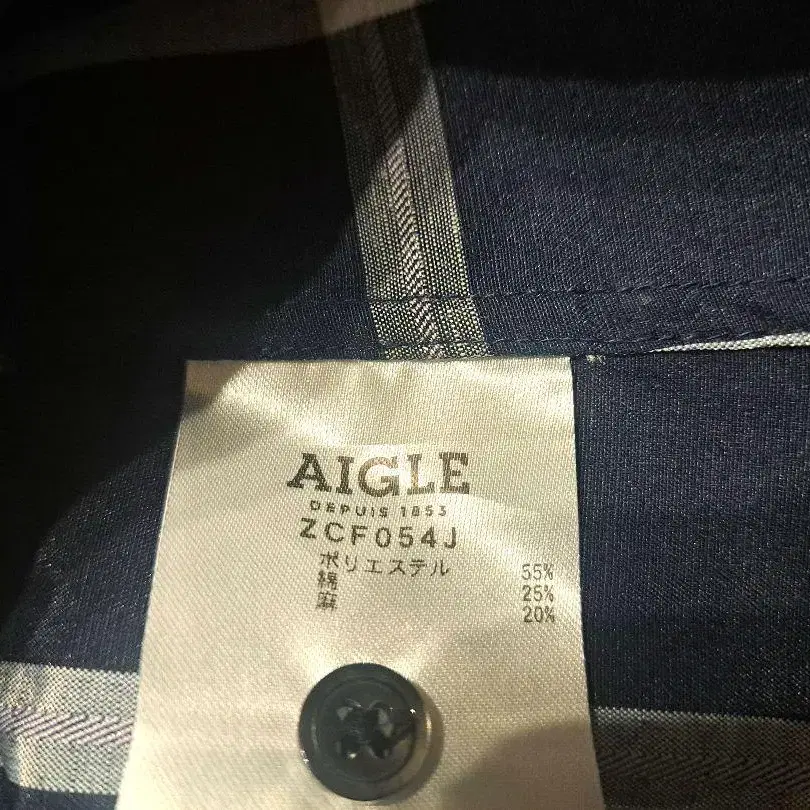 AIGLE
DEPUIS 1853
ZCF054J
ポリエステル 55%
綿 25%
麻 20%